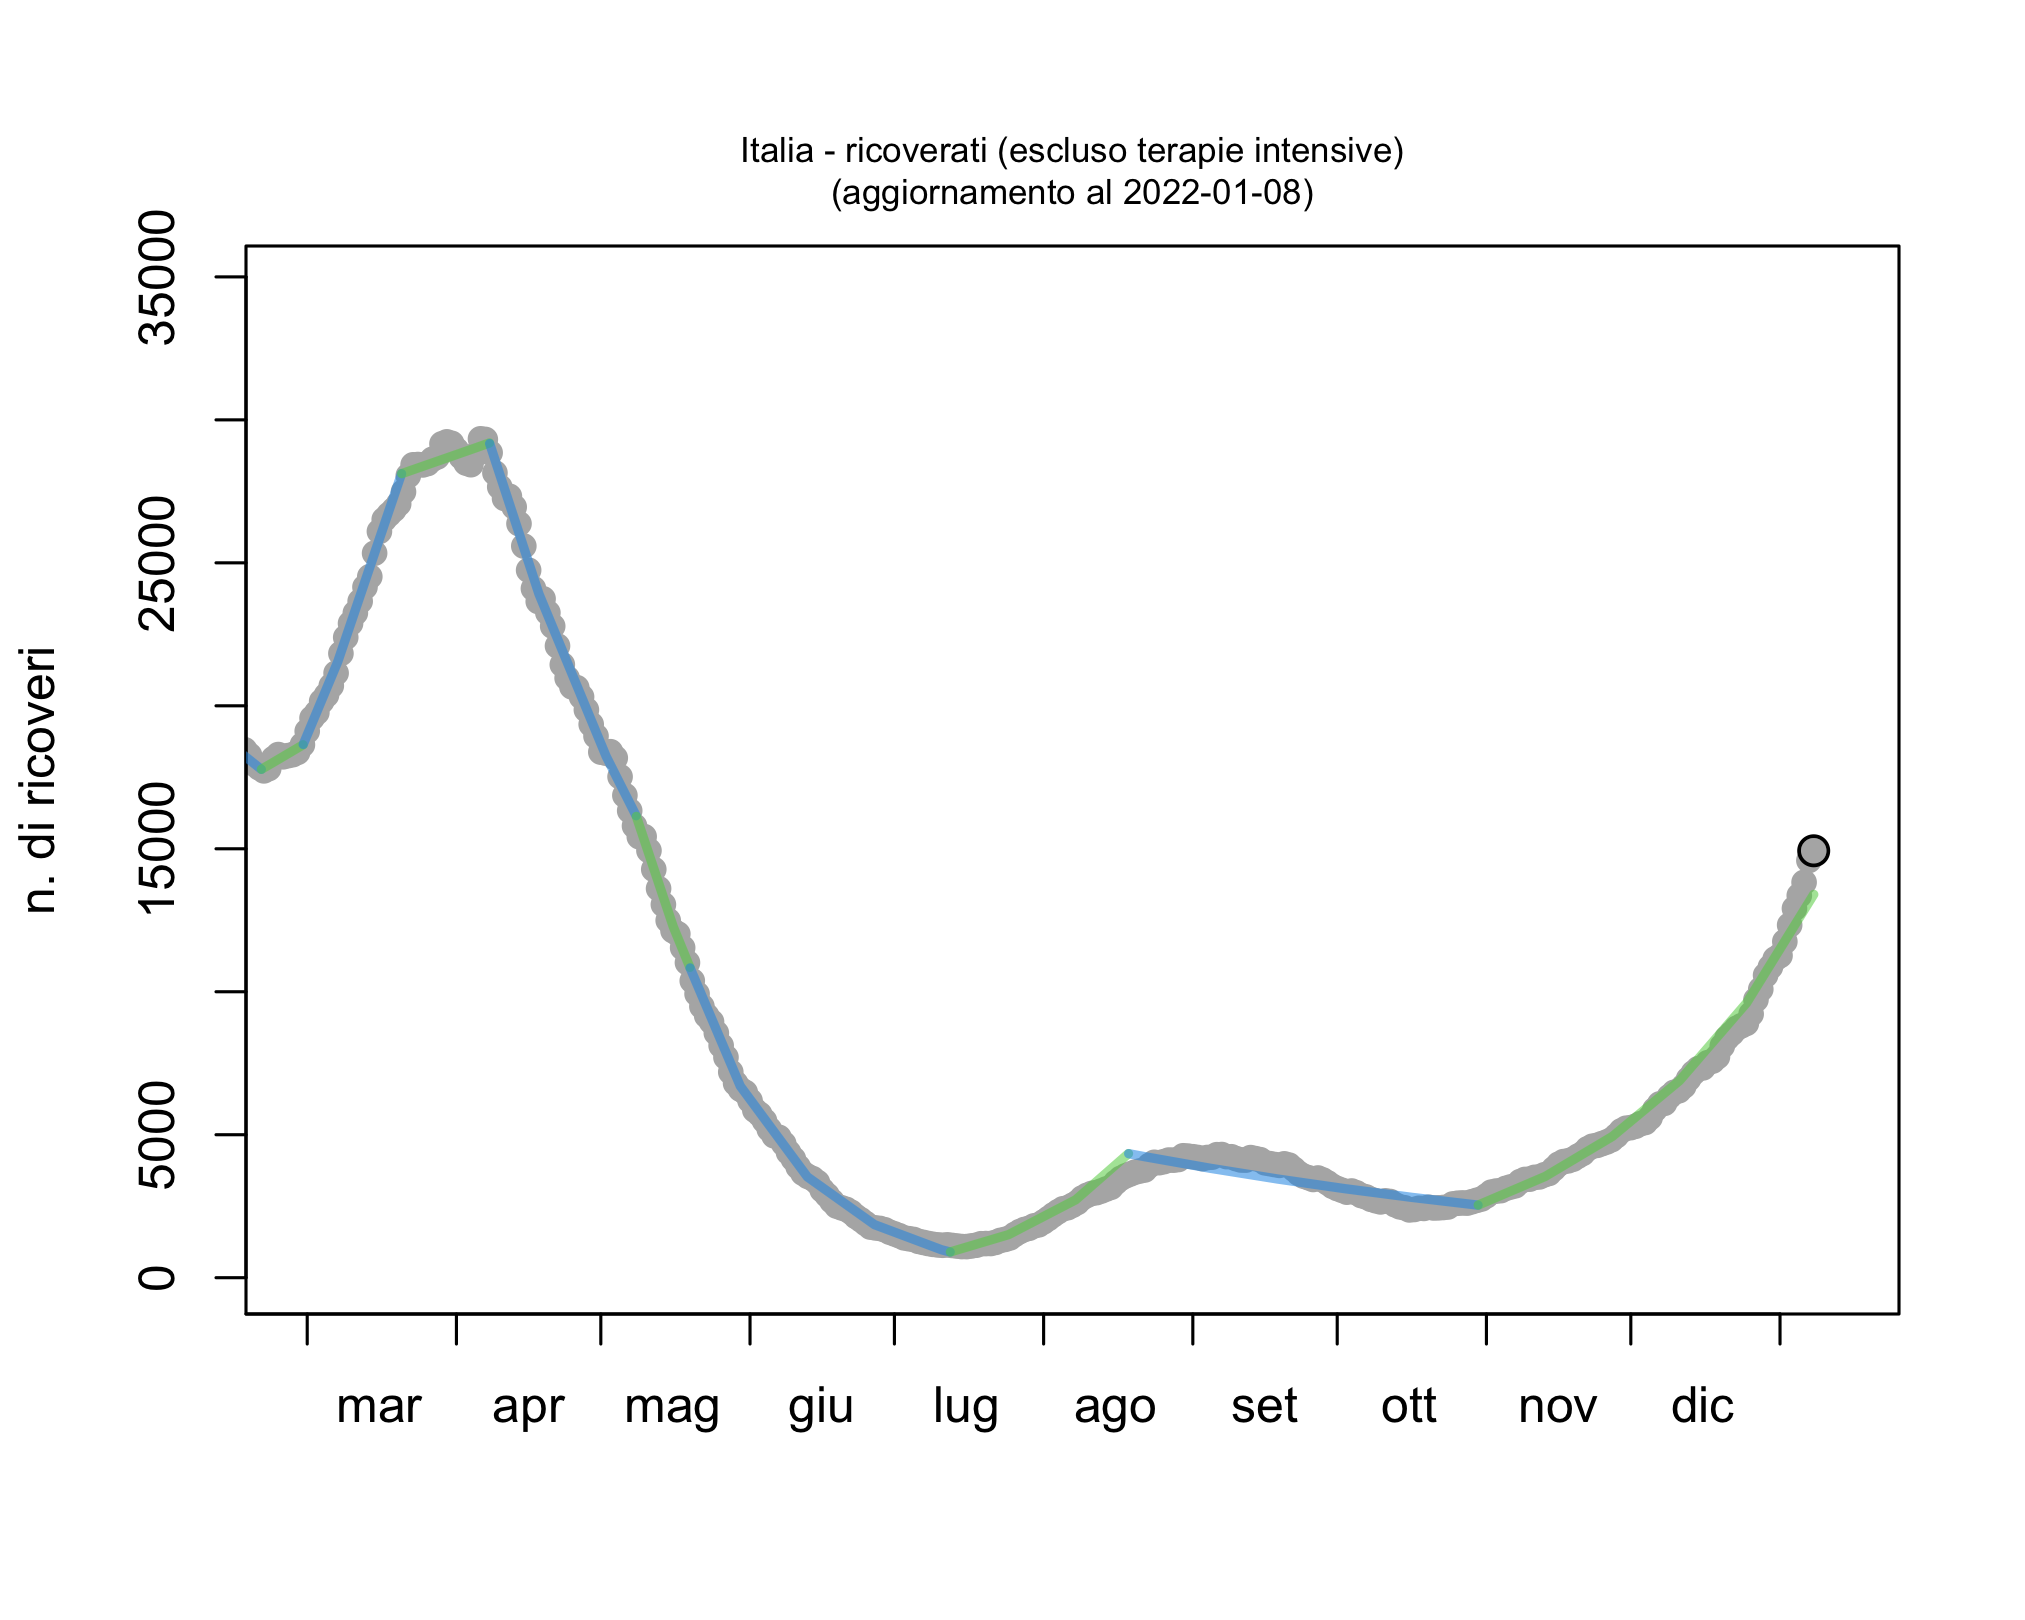 Italia - ricoverati (escluso terapie intensive)
(aggiornamento al 2022-01-08)
n. di ricoveri
35000
25000
15000
5000
0
mar apr mag giu lug ago set ott nov dic